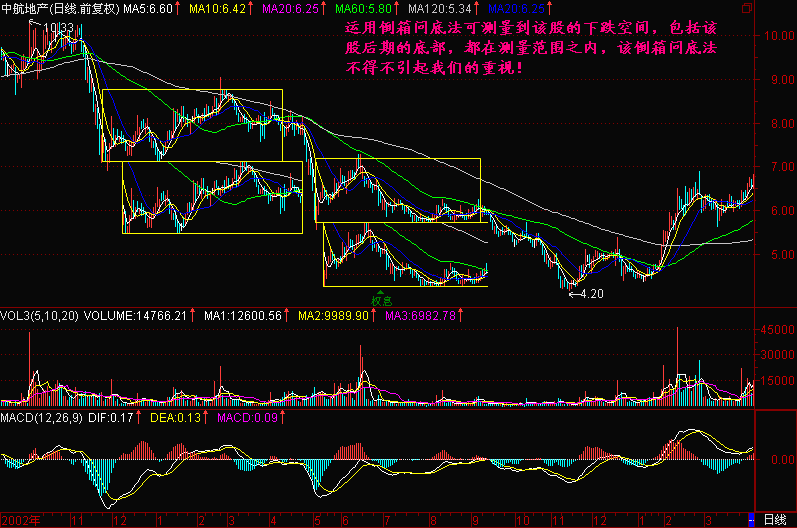 中航地产(日线.前复权) MA5:6.60↑ MA10:6.42↑ MA20:6.25↑ MA60:5.80↑ MA120:5.34↑ MA20:6.25↑
10.33
运用倒箱问底法可测量到该股的下跌空间，包括该
股后期的底部，都在测量范围之内，该倒箱问底法
不得不引起我们的重视！
10.00
9.00
8.00
7.00
6.00
5.00
←4.20
权息
VOL3(5,10,20) VOLUME:14766.21↑ MA1:12600.56↑ MA2:9989.90↑ MA3:6982.78↑
45000
30000
15000
MACD(12,26,9) DIF:0.17↑ DEA:0.13↑ MACD:0.09↑
0.00
2002年 11 12 1 2 3 4 5 6 7 8 9 10 11 12 1 2 3 日线